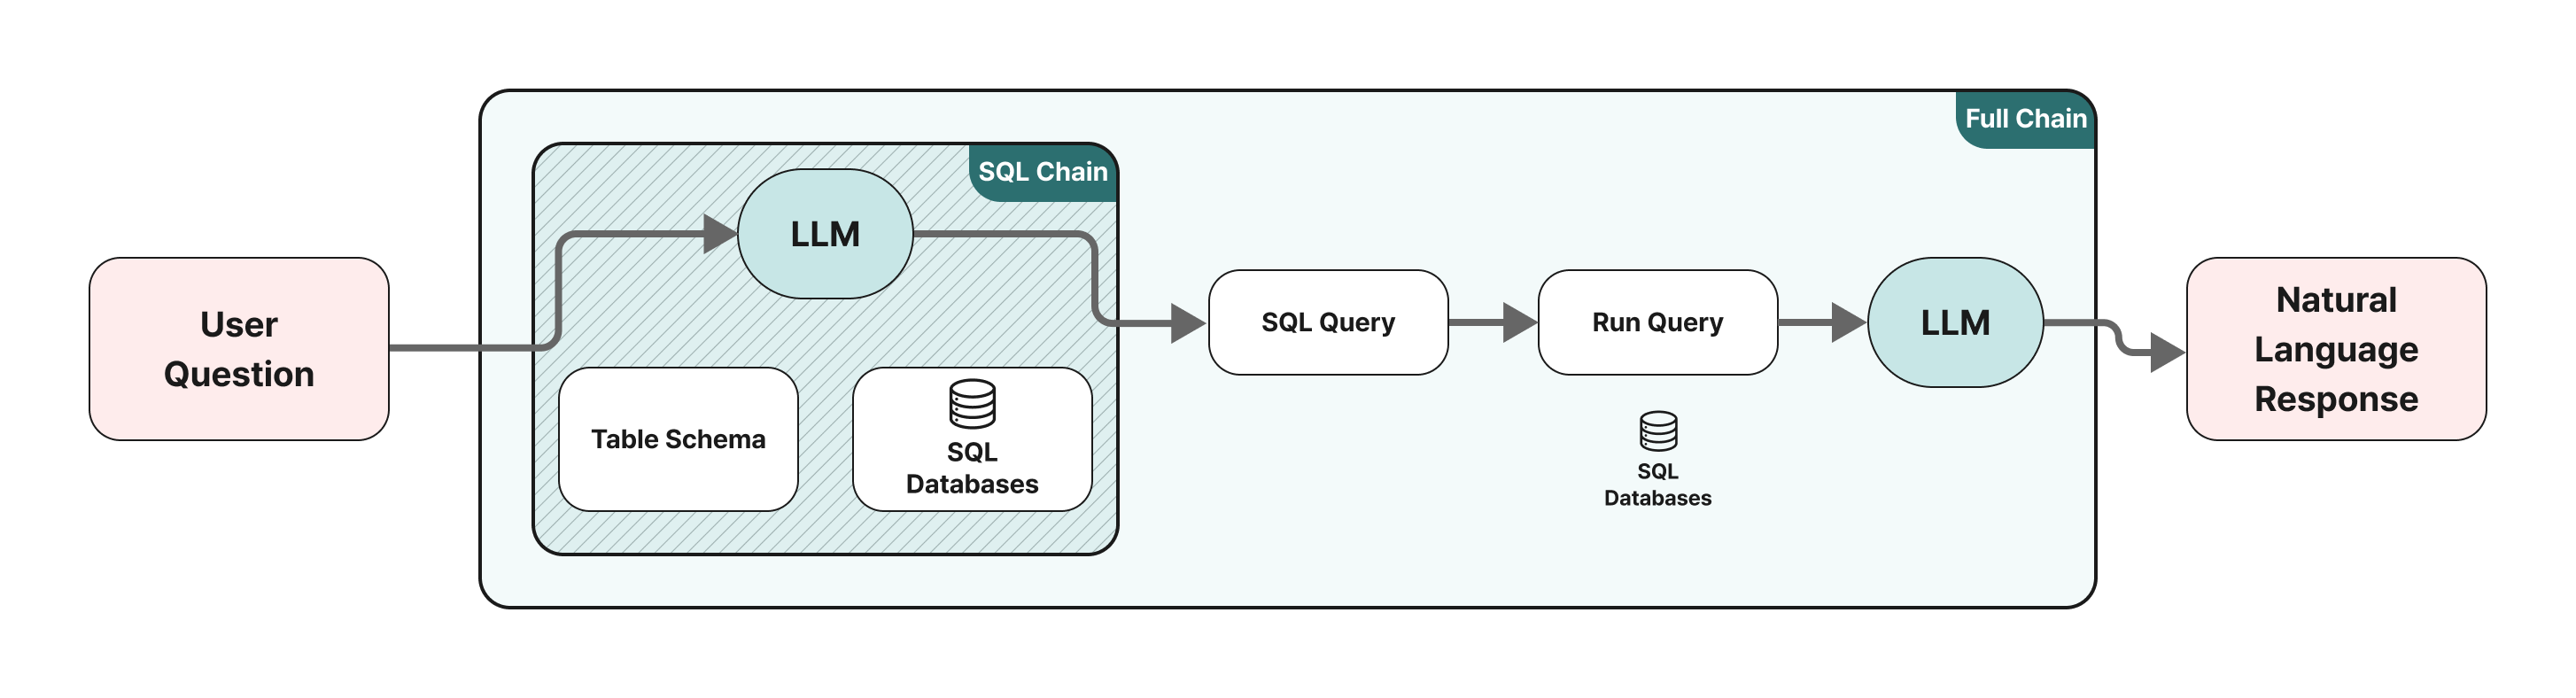 Full Chain
SQL Chain
LLM
User
Question
Table Schema
SQL
Databases
SQL Query
Run Query
SQL
Databases
LLM
Natural
Language
Response